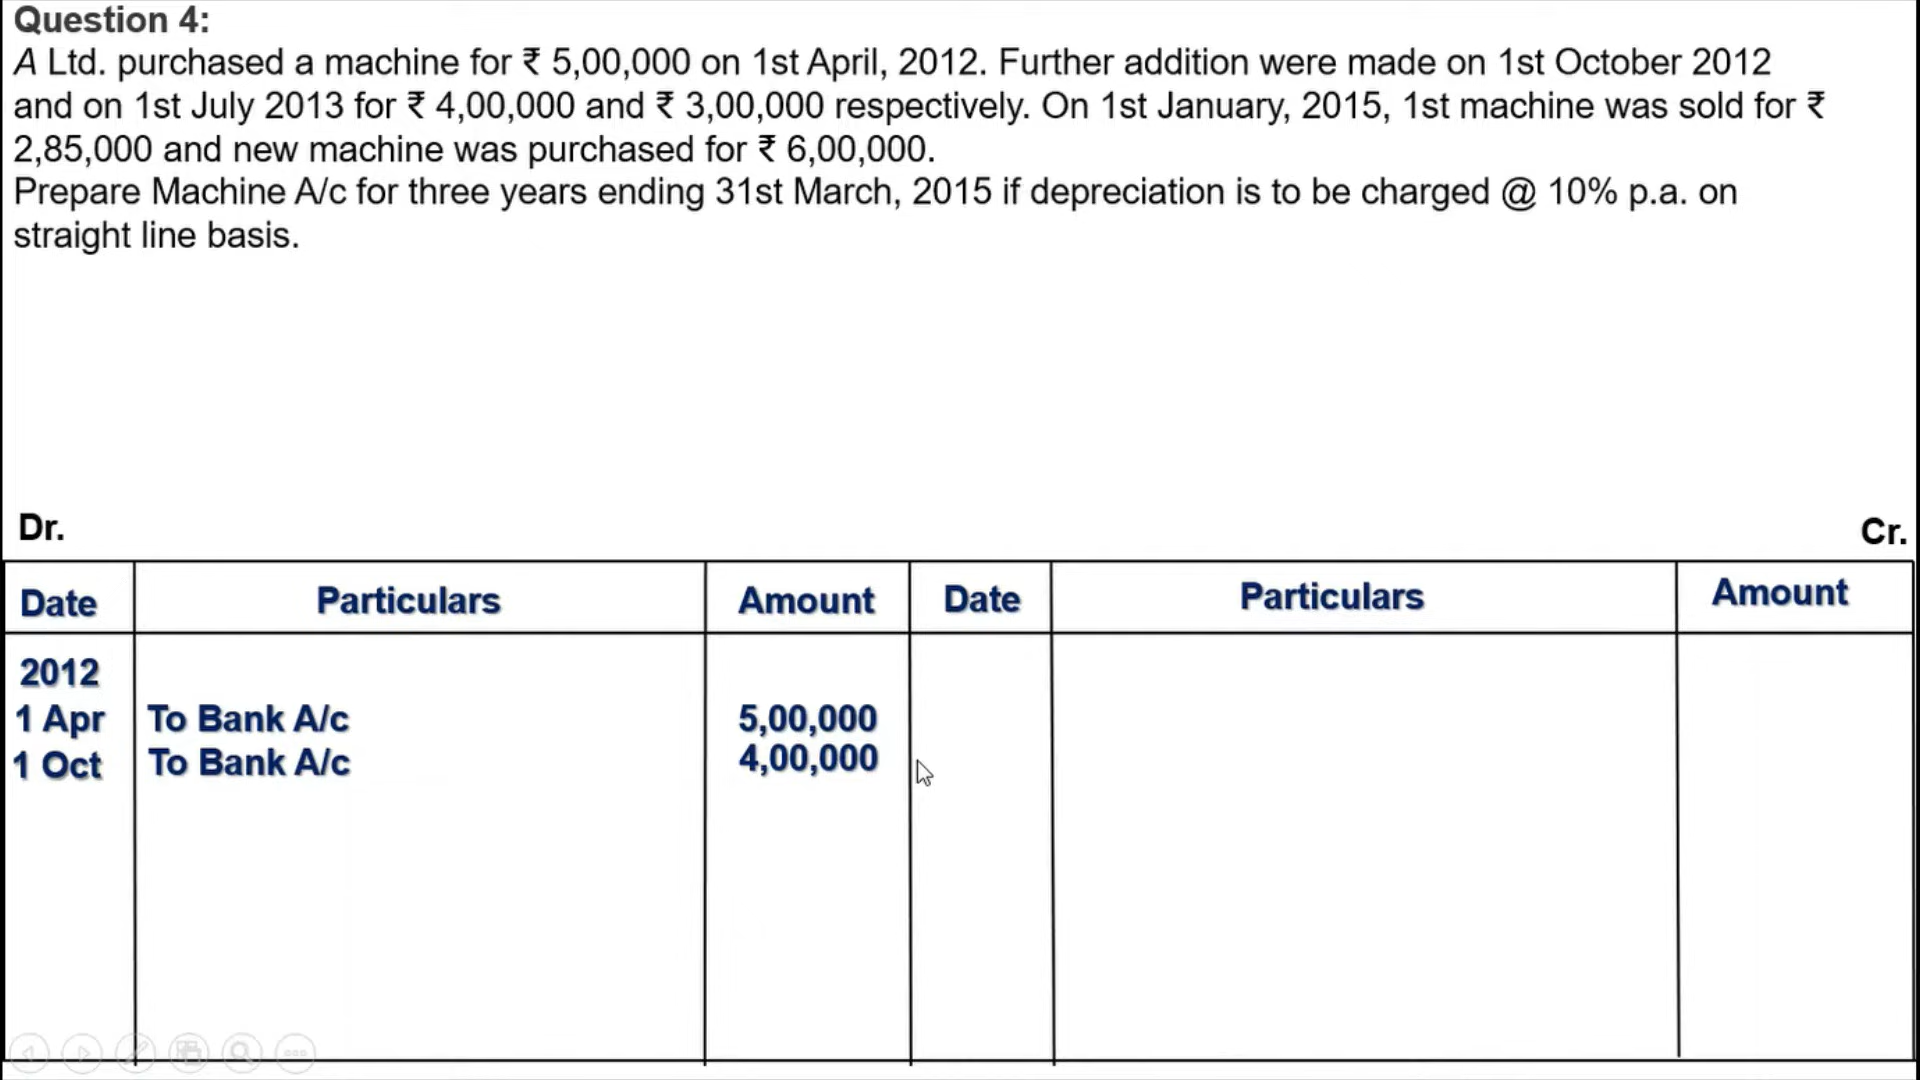 Question 4:
A Ltd. purchased a machine for ₹ 5,00,000 on 1st April, 2012. Further addition were made on 1st October 2012
and on 1st July 2013 for ₹ 4,00,000 and ₹ 3,00,000 respectively. On 1st January, 2015, 1st machine was sold for ₹
2,85,000 and new machine was purchased for ₹ 6,00,000.
Prepare Machine A/c for three years ending 31st March, 2015 if depreciation is to be charged @ 10% p.a. on
straight line basis.
Dr. Cr.
Date Particulars Amount Date Particulars Amount
2012
1 Apr To Bank A/c 5,00,000
1 Oct To Bank A/c 4,00,000